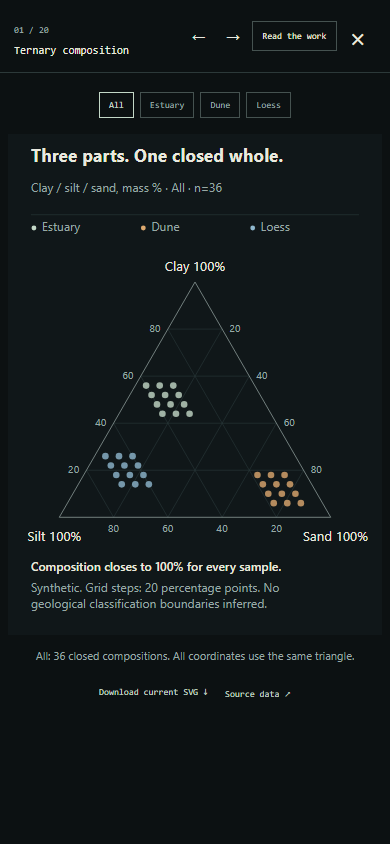 01 / 20
Ternary composition
← → Read the work ✕
All Estuary Dune Loess
Three parts. One closed whole.
Clay / silt / sand, mass % · All · n=36
Estuary Dune Loess
Clay 100%
80 20
60 40
40 60
20 80
80 60 40 20
Silt 100% Sand 100%
Composition closes to 100% for every sample.
Synthetic. Grid steps: 20 percentage points. No
geological classification boundaries inferred.
All: 36 closed compositions. All coordinates use the same triangle.
Download current SVG ↓ Source data ↗